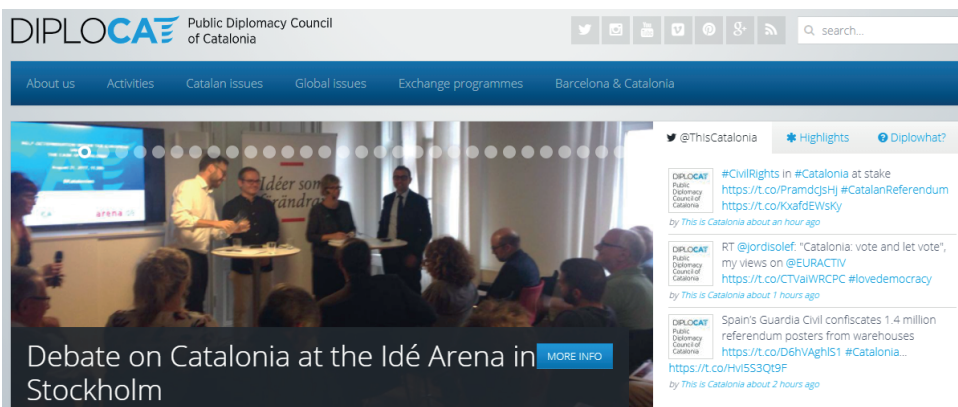 DIPLOCAT
Public Diplomacy Council
of Catalonia
search...
About us
Activities
Catalan issues
Global issues
Exchange programmes
Barcelona & Catalonia
Idéer som
förändrar
arena idé
Debate on Catalonia at the Idé Arena in
Stockholm
MORE INFO
@ThisCatalonia
Highlights
Diplowhat?
DIPLOCAT
Public
Diplomacy
Council of
Catalonia
#CivilRights in #Catalonia at stake
https://t.co/PramdcJsHj #CatalanReferendum
https://t.co/KxafdEWsKy
by This is Catalonia about an hour ago
DIPLOCAT
Public
Diplomacy
Council of
Catalonia
RT @jordisolef: "Catalonia: vote and let vote",
my views on @EURACTIV
https://t.co/CTVaiWRCPC #lovedemocracy
by This is Catalonia about 1 hours ago
DIPLOCAT
Public
Diplomacy
Council of
Catalonia
Spain's Guardia Civil confiscates 1.4 million
referendum posters from warehouses
https://t.co/D6hVAghlS1 #Catalonia...
https://t.co/HvI5S3Qt9F
by This is Catalonia about 2 hours ago